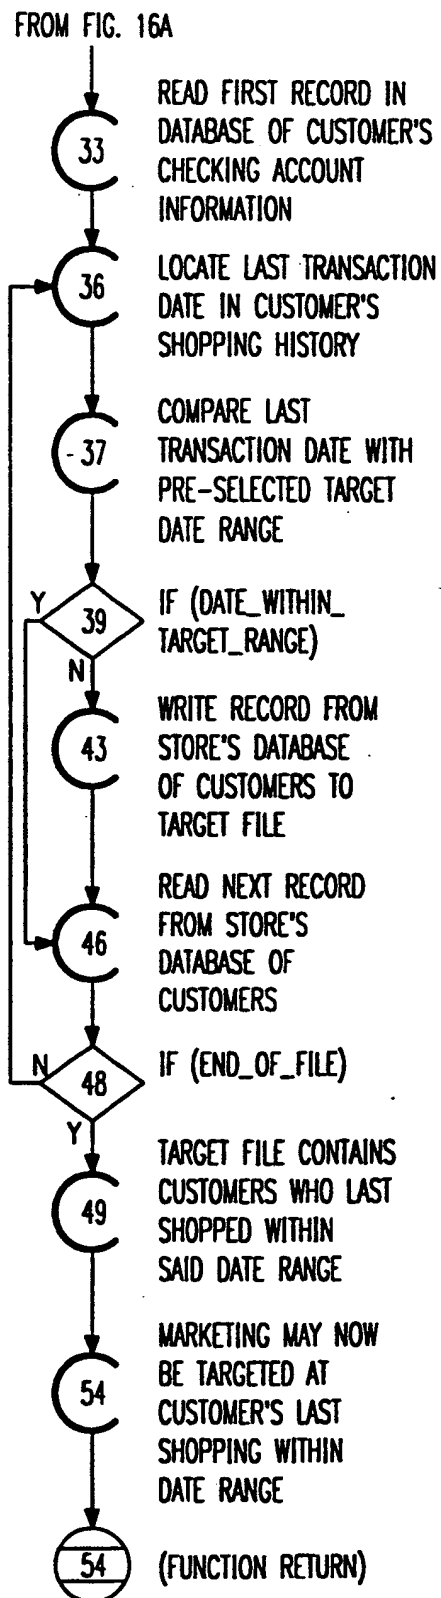 FROM FIG. 16A
33
READ FIRST RECORD IN
DATABASE OF CUSTOMER'S
CHECKING ACCOUNT
INFORMATION
36
LOCATE LAST TRANSACTION
DATE IN CUSTOMER'S
SHOPPING HISTORY
37
COMPARE LAST
TRANSACTION DATE WITH
PRE-SELECTED TARGET
DATE RANGE
Y
39
N
IF (DATE_WITHIN_
TARGET_RANGE)
43
WRITE RECORD FROM
STORE'S DATABASE
OF CUSTOMERS TO
TARGET FILE
46
READ NEXT RECORD
FROM STORE'S
DATABASE OF
CUSTOMERS
N
48
Y
IF (END_OF_FILE)
49
TARGET FILE CONTAINS
CUSTOMERS WHO LAST
SHOPPED WITHIN
SAID DATE RANGE
54
MARKETING MAY NOW
BE TARGETED AT
CUSTOMER'S LAST
SHOPPING WITHIN
DATE RANGE
54
(FUNCTION RETURN)